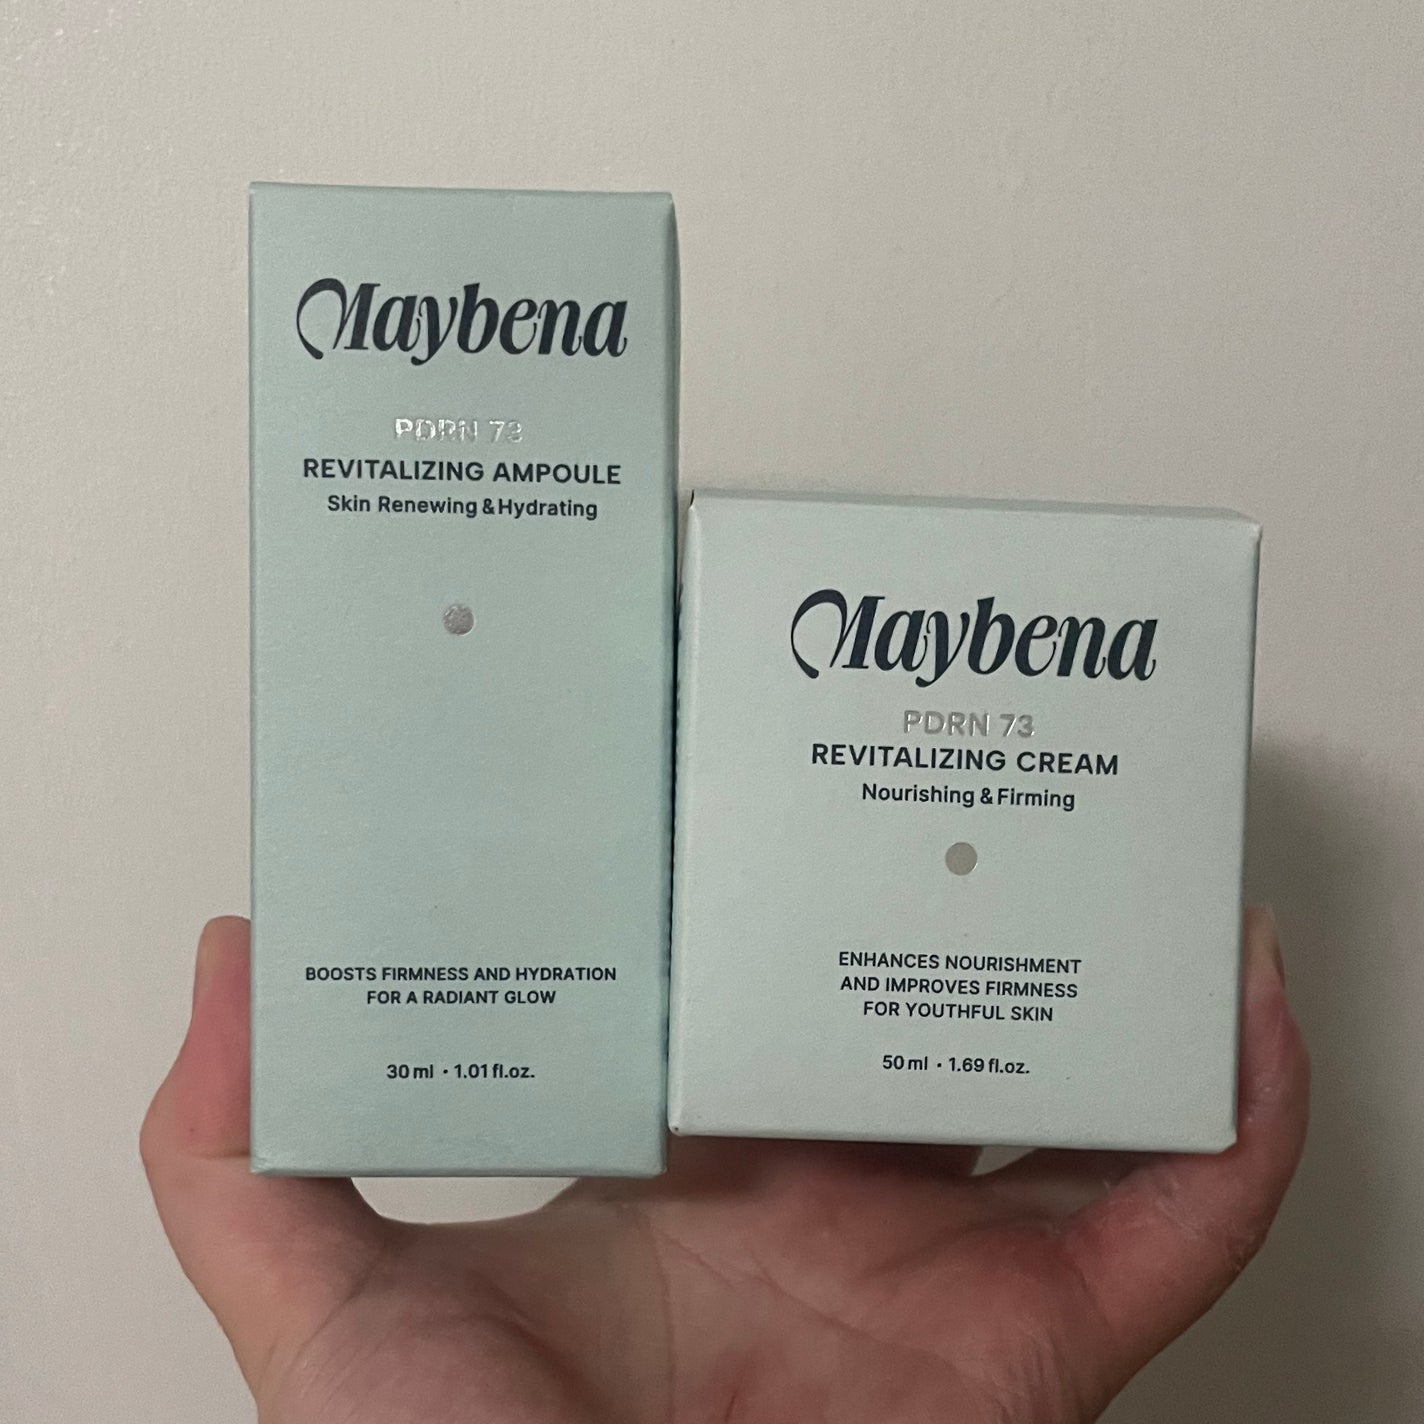 Maybena
PDRN 73
REVITALIZING AMPOULE
Skin Renewing & Hydrating
BOOSTS FIRMNESS AND HYDRATION
FOR A RADIANT GLOW
30 ml • 1.01 fl.oz.
Maybena
PDRN 73
REVITALIZING CREAM
Nourishing & Firming
ENHANCES NOURISHMENT
AND IMPROVES FIRMNESS
FOR YOUTHFUL SKIN
50 ml • 1.69 fl.oz.